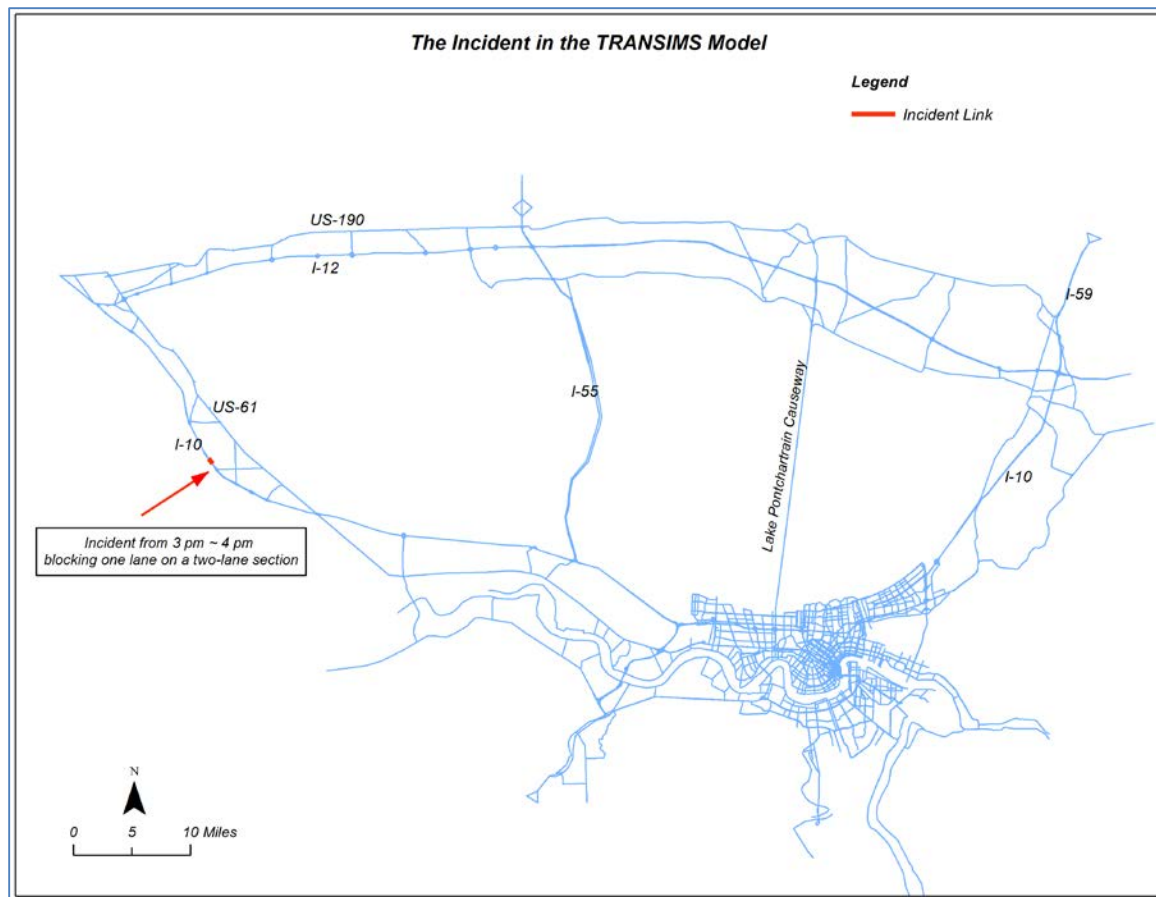 The Incident in the TRANSIMS Model
Legend
Incident Link
US-190
I-12
I-59
I-55
Lake Pontchartrain Causeway
US-61
I-10
I-10
Incident from 3 pm ~ 4 pm
blocking one lane on a two-lane section
N
0 5 10 Miles